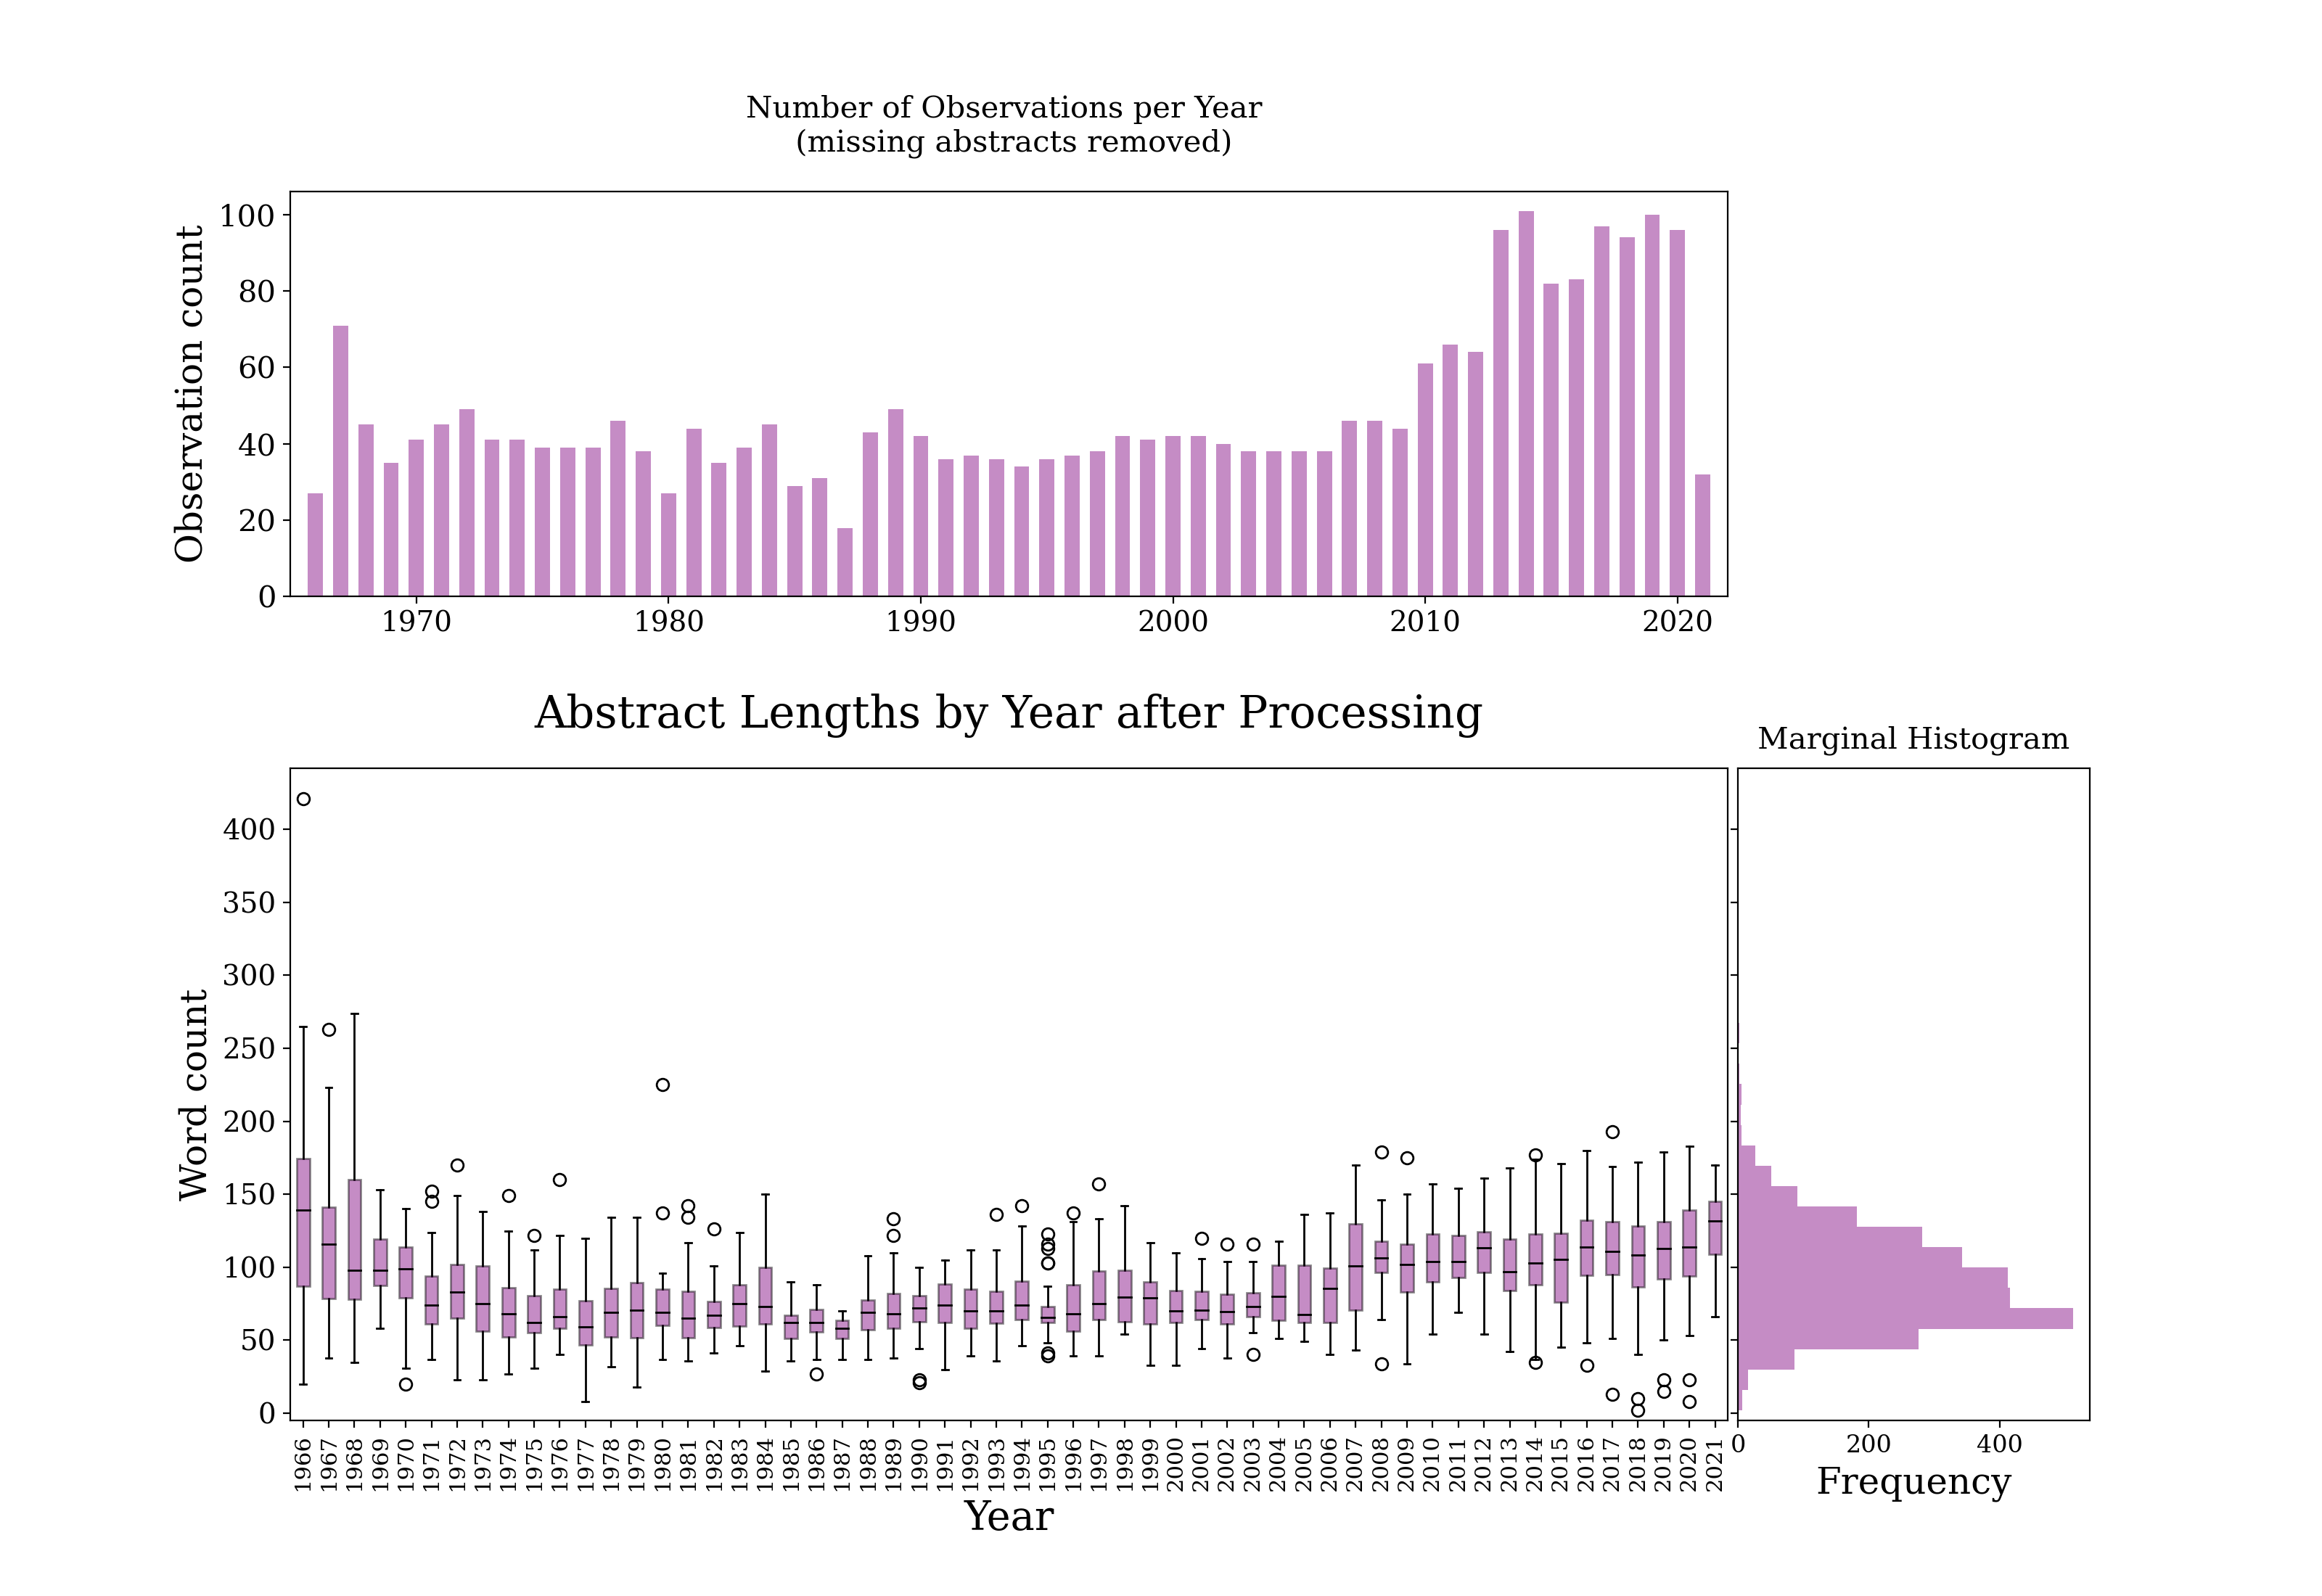 Number of Observations per Year
(missing abstracts removed)
Observation count
100
80
60
40
20
0
1970 1980 1990 2000 2010 2020
Abstract Lengths by Year after Processing
Marginal Histogram
Word count
400
350
300
250
200
150
100
50
0
1966 1967 1968 1969 1970 1971 1972 1973 1974 1975 1976 1977 1978 1979 1980 1981 1982 1983 1984 1985 1986 1987 1988 1989 1990 1991 1992 1993 1994 1995 1996 1997 1998 1999 2000 2001 2002 2003 2004 2005 2006 2007 2008 2009 2010 2011 2012 2013 2014 2015 2016 2017 2018 2019 2020 2021
0 200 400
Year
Frequency